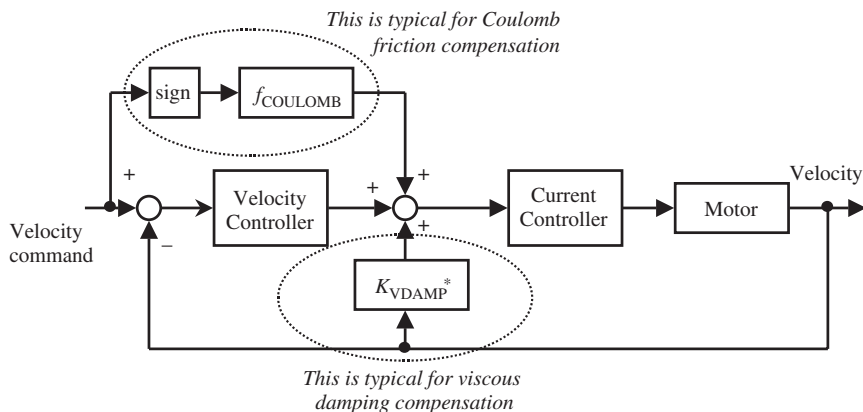 This is typical for Coulomb
friction compensation
sign
fCOULOMB
+
+
+
+
−
Velocity
command
Velocity
Controller
Current
Controller
Motor
Velocity
KVDAMP*
This is typical for viscous
damping compensation